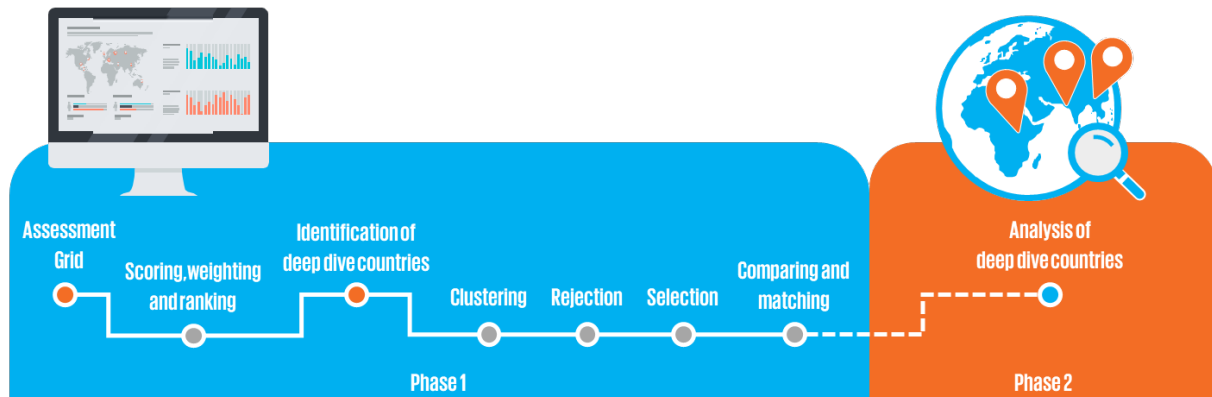 Assessment
Grid
Scoring, weighting
and ranking
Identification of
deep dive countries
Clustering
Rejection
Selection
Comparing and
matching
Analysis of
deep dive countries
Phase 1
Phase 2